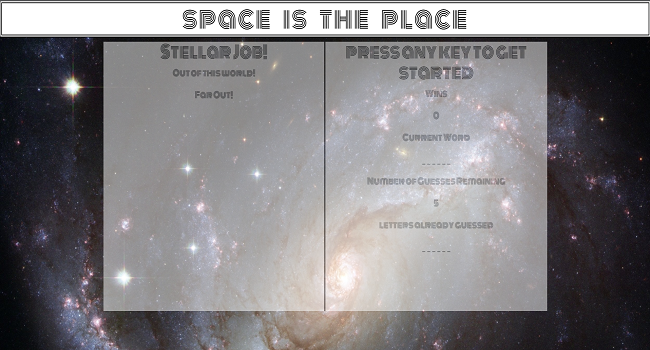 SPACE IS THE PLACE
STELLAR JOB!
OUT OF THIS WORLD!
FAR OUT!
PRESS ANY KEY TO GET
STARTED
WINS
0
CURRENT WORD
_ _ _ _ _ _
NUMBER OF GUESSES REMAINING
5
LETTERS ALREADY GUESSED
_ _ _ _ _ _